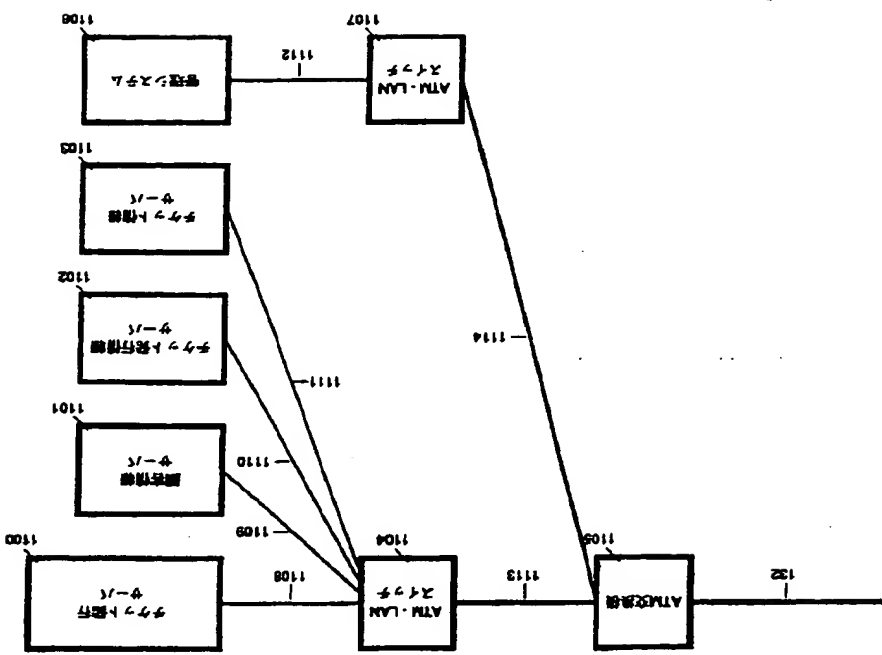 132
ATM交換機
1105
1113
ATM - LAN
スイッチ
1104
1108
チケット発行
サーバ
1100
1109
顧客情報
サーバ
1101
1110
チケット発行情報
サーバ
1102
1111
チケット情報
サーバ
1103
1114
ATM - LAN
スイッチ
1107
1112
管理システム
1106